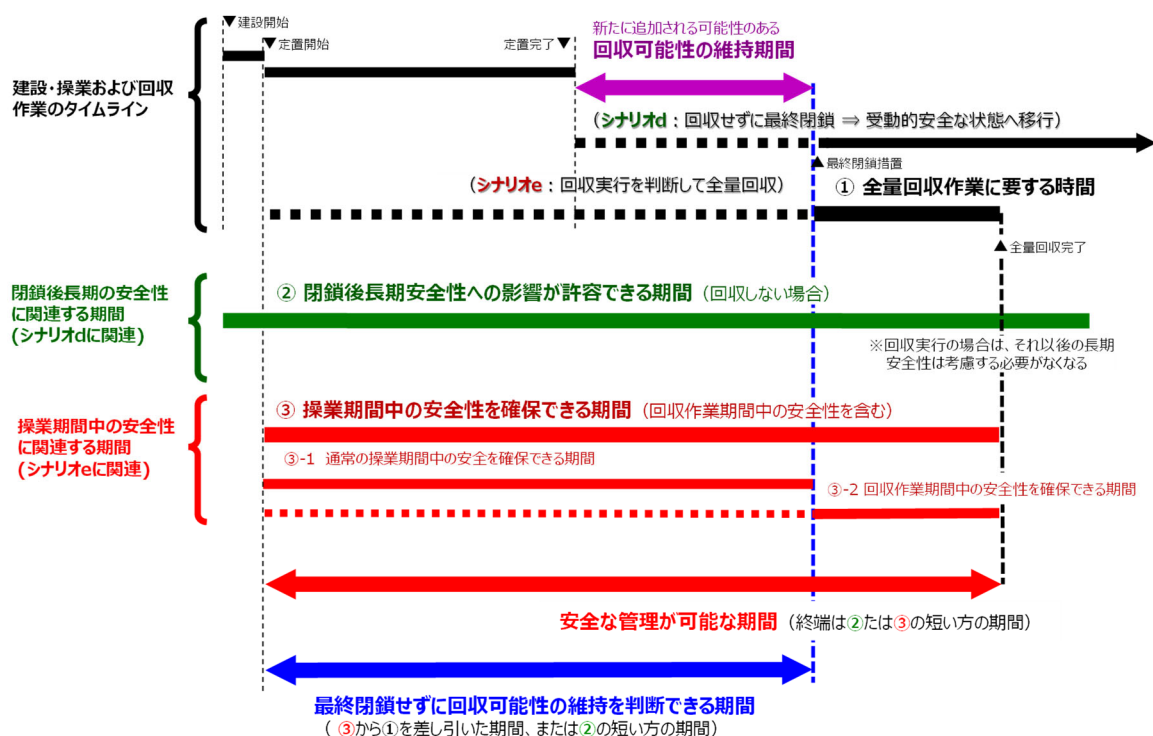 ▼建設開始
▼定置開始
定置完了▼
新たに追加される可能性のある
回収可能性の維持期間
建設・操業および回収
作業のタイムライン
(シナリオd：回収せずに最終閉鎖 ⇒ 受動的安全な状態へ移行)
▲最終閉鎖措置
(シナリオe：回収実行を判断して全量回収)
① 全量回収作業に要する時間
▲全量回収完了
閉鎖後長期の安全性
に関連する期間
(シナリオdに関連)
② 閉鎖後長期安全性への影響が許容できる期間（回収しない場合）
※回収実行の場合は、それ以後の長期
安全性は考慮する必要がなくなる
操業期間中の安全性
に関連する期間
(シナリオeに関連)
③ 操業期間中の安全性を確保できる期間（回収作業期間中の安全性を含む）
③-1 通常の操業期間中の安全を確保できる期間
③-2 回収作業期間中の安全性を確保できる期間
安全な管理が可能な期間（終端は②たは③の短い方の期間）
最終閉鎖せずに回収可能性の維持を判断できる期間
（ ③から①を差し引いた期間、または②の短い方の期間）